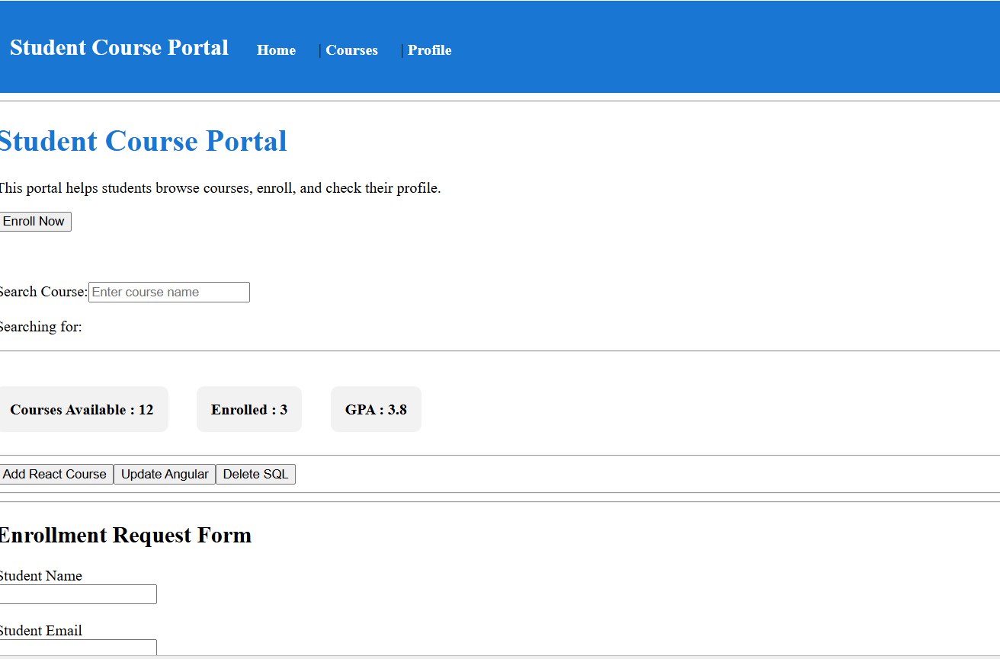 Student Course Portal Home | Courses | Profile
Student Course Portal
This portal helps students browse courses, enroll, and check their profile.
Enroll Now
Search Course: Enter course name
Searching for:
Courses Available : 12 Enrolled : 3 GPA : 3.8
Add React Course Update Angular Delete SQL
Enrollment Request Form
Student Name
Student Email